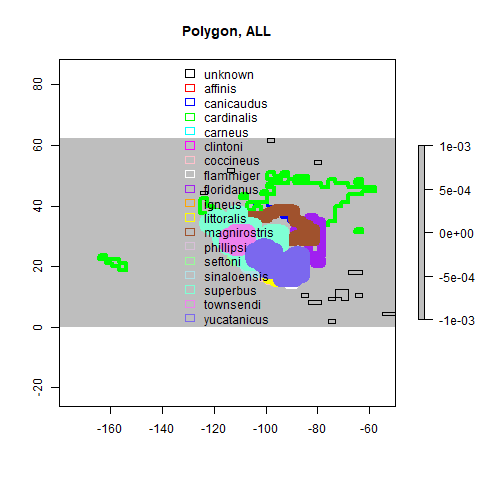 Polygon, ALL
80
60
40
20
0
-20
unknown
affinis
canicaudus
cardinalis
carneus
clintoni
coccineus
flammiger
floridanus
igneus
littoralis
magnirostris
phillipsi
seftoni
sinaloensis
superbus
townsendi
yucatanicus
1e-03
5e-04
0e+00
-5e-04
-1e-03
-160
-140
-120
-100
-80
-60